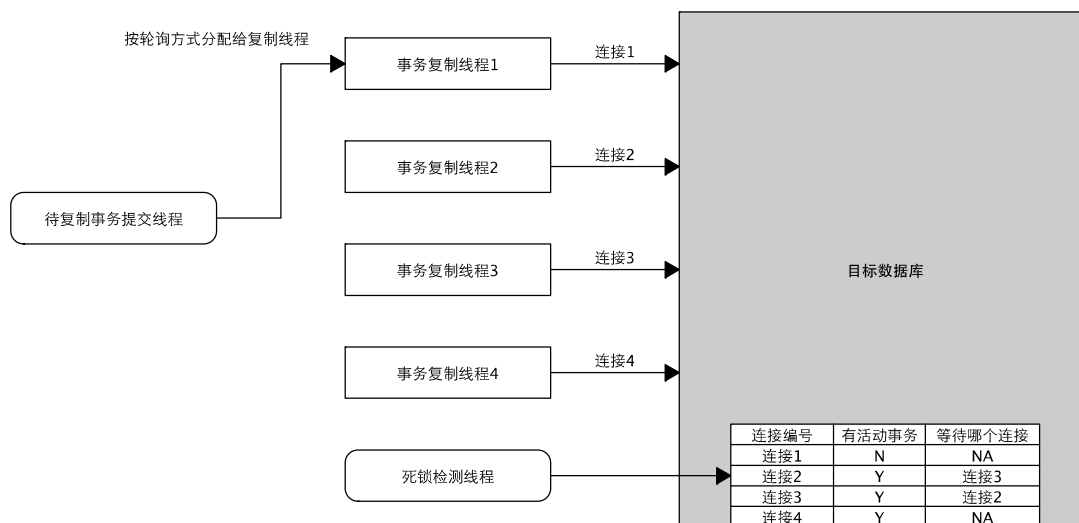 按轮询方式分配给复制线程
事务复制线程1
连接1
事务复制线程2
连接2
待复制事务提交线程
事务复制线程3
连接3
目标数据库
事务复制线程4
连接4
死锁检测线程
连接编号 有活动事务 等待哪个连接
连接1 N NA
连接2 Y 连接3
连接3 Y 连接2
连接4 Y NA